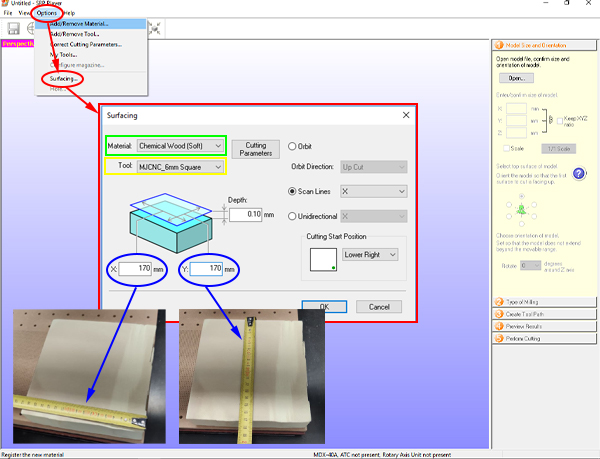 Untitled - SRP Player
File View Options Help
Add/Remove Material...
Add/Remove Tool...
Correct Cutting Parameters...
My Tools...
Configure magazine...
Surfacing...
Perspective
Surfacing
Material: Chemical Wood (Soft)
Tool: MJCNC_6mm Square
Cutting Parameters
Orbit
Orbit Direction: Up Cut
Scan Lines X
Unidirectional X
Depth:
0.10 mm
X: 170 mm
Y: 170 mm
Cutting Start Position
Lower Right
OK
Cancel
1 Model Size and Orientation
Open model file, confirm size and
orientation of model.
Open...
Enter/confirm size of model.
X: mm
Y: mm
Z: mm
Keep XYZ
ratio
Scale
1/1 Scale
Select top surface of model.
Orient the model so that the
surface to cut is facing up.
Choose orientation of model.
Set so that the model does not extend
beyond the movable range.
Rotate 0 degrees
around Z axis
2 Type of Milling
3 Create Tool Path
4 Preview Results
5 Perform Cutting
Register the new material
MDX-40A, ATC not present, Rotary Axis Unit not present